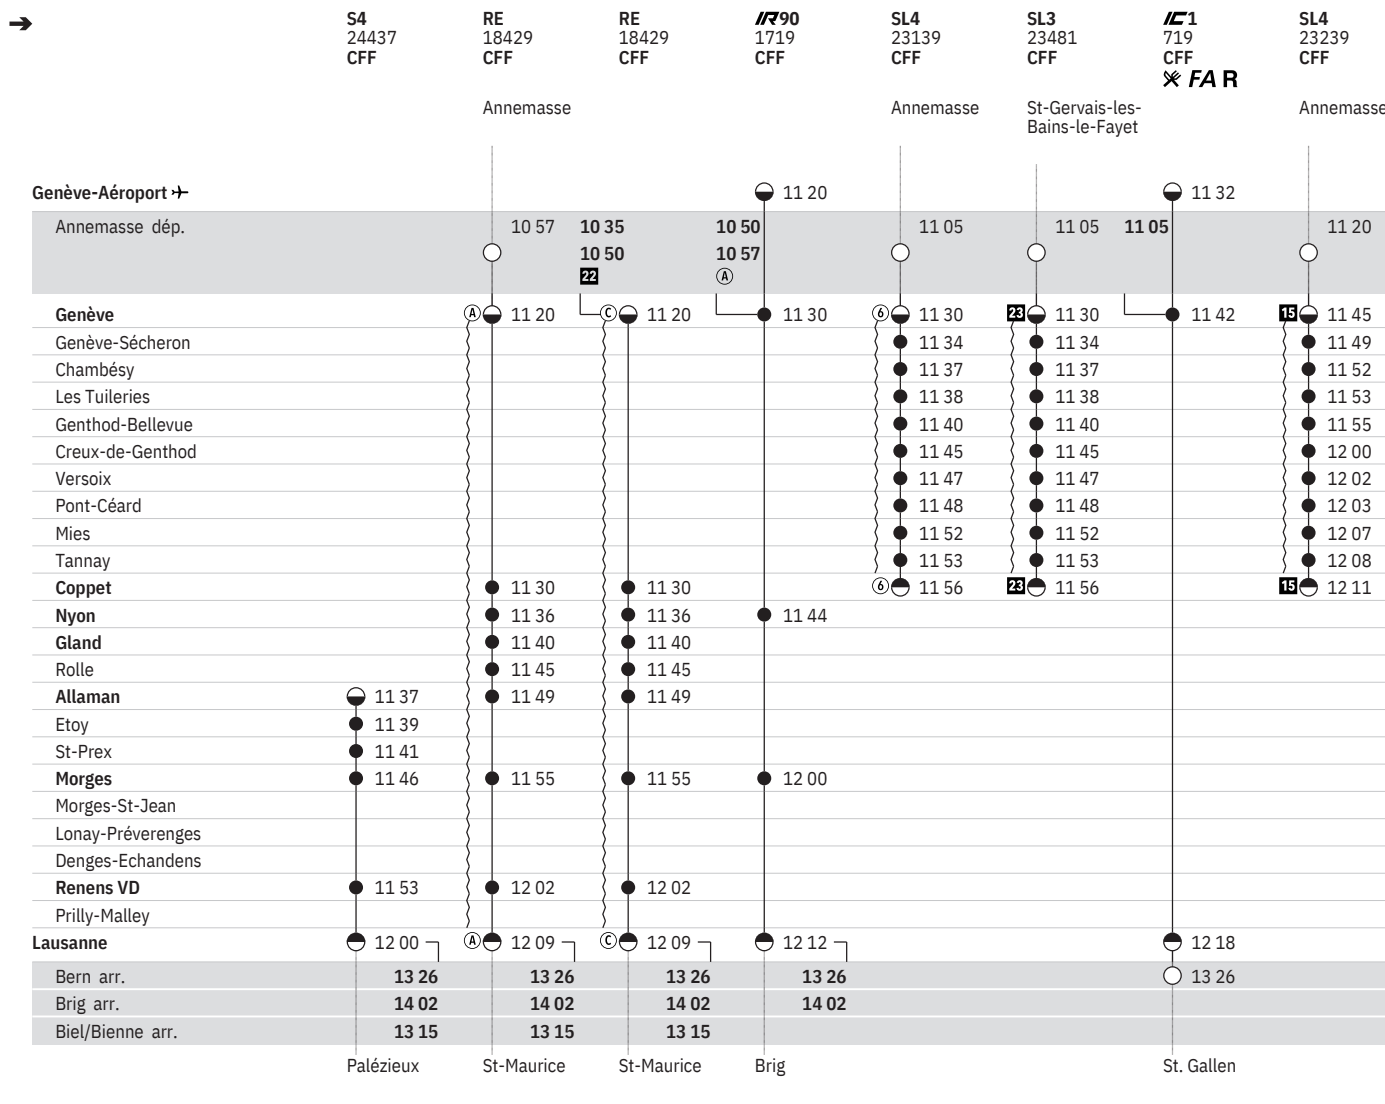 ➔ S4 RE RE IR90 SL4 SL3 IC1 SL4
24437 18429 18429 1719 23139 23481 719 23239
CFF CFF CFF CFF CFF CFF CFF CFF
FA R
Annemasse Annemasse St-Gervais-les- Annemasse
Bains-le-Fayet
Genève-Aéroport 11 20 11 32
Annemasse dép. 10 57 10 35 10 50 11 05 11 05 11 05 11 20
10 50 10 57
22 A
Genève A 11 20 C 11 20 11 30 6 11 30 23 11 30 11 42 15 11 45
Genève-Sécheron 11 34 11 34 11 49
Chambésy 11 37 11 37 11 52
Les Tuileries 11 38 11 38 11 53
Genthod-Bellevue 11 40 11 40 11 55
Creux-de-Genthod 11 45 11 45 12 00
Versoix 11 47 11 47 12 02
Pont-Céard 11 48 11 48 12 03
Mies 11 52 11 52 12 07
Tannay 11 53 11 53 12 08
Coppet 11 30 11 30 6 11 56 23 11 56 15 12 11
Nyon 11 36 11 36 11 44
Gland 11 40 11 40
Rolle 11 45 11 45
Allaman 11 37 11 49 11 49
Etoy 11 39
St-Prex 11 41
Morges 11 46 11 55 11 55 12 00
Morges-St-Jean
Lonay-Préverenges
Denges-Echandens
Renens VD 11 53 12 02 12 02
Prilly-Malley
Lausanne 12 00 A 12 09 C 12 09 12 12 12 18
Bern arr. 13 26 13 26 13 26 13 26 13 26
Brig arr. 14 02 14 02 14 02 14 02
Biel/Bienne arr. 13 15 13 15 13 15
Palézieux St-Maurice St-Maurice Brig St. Gallen